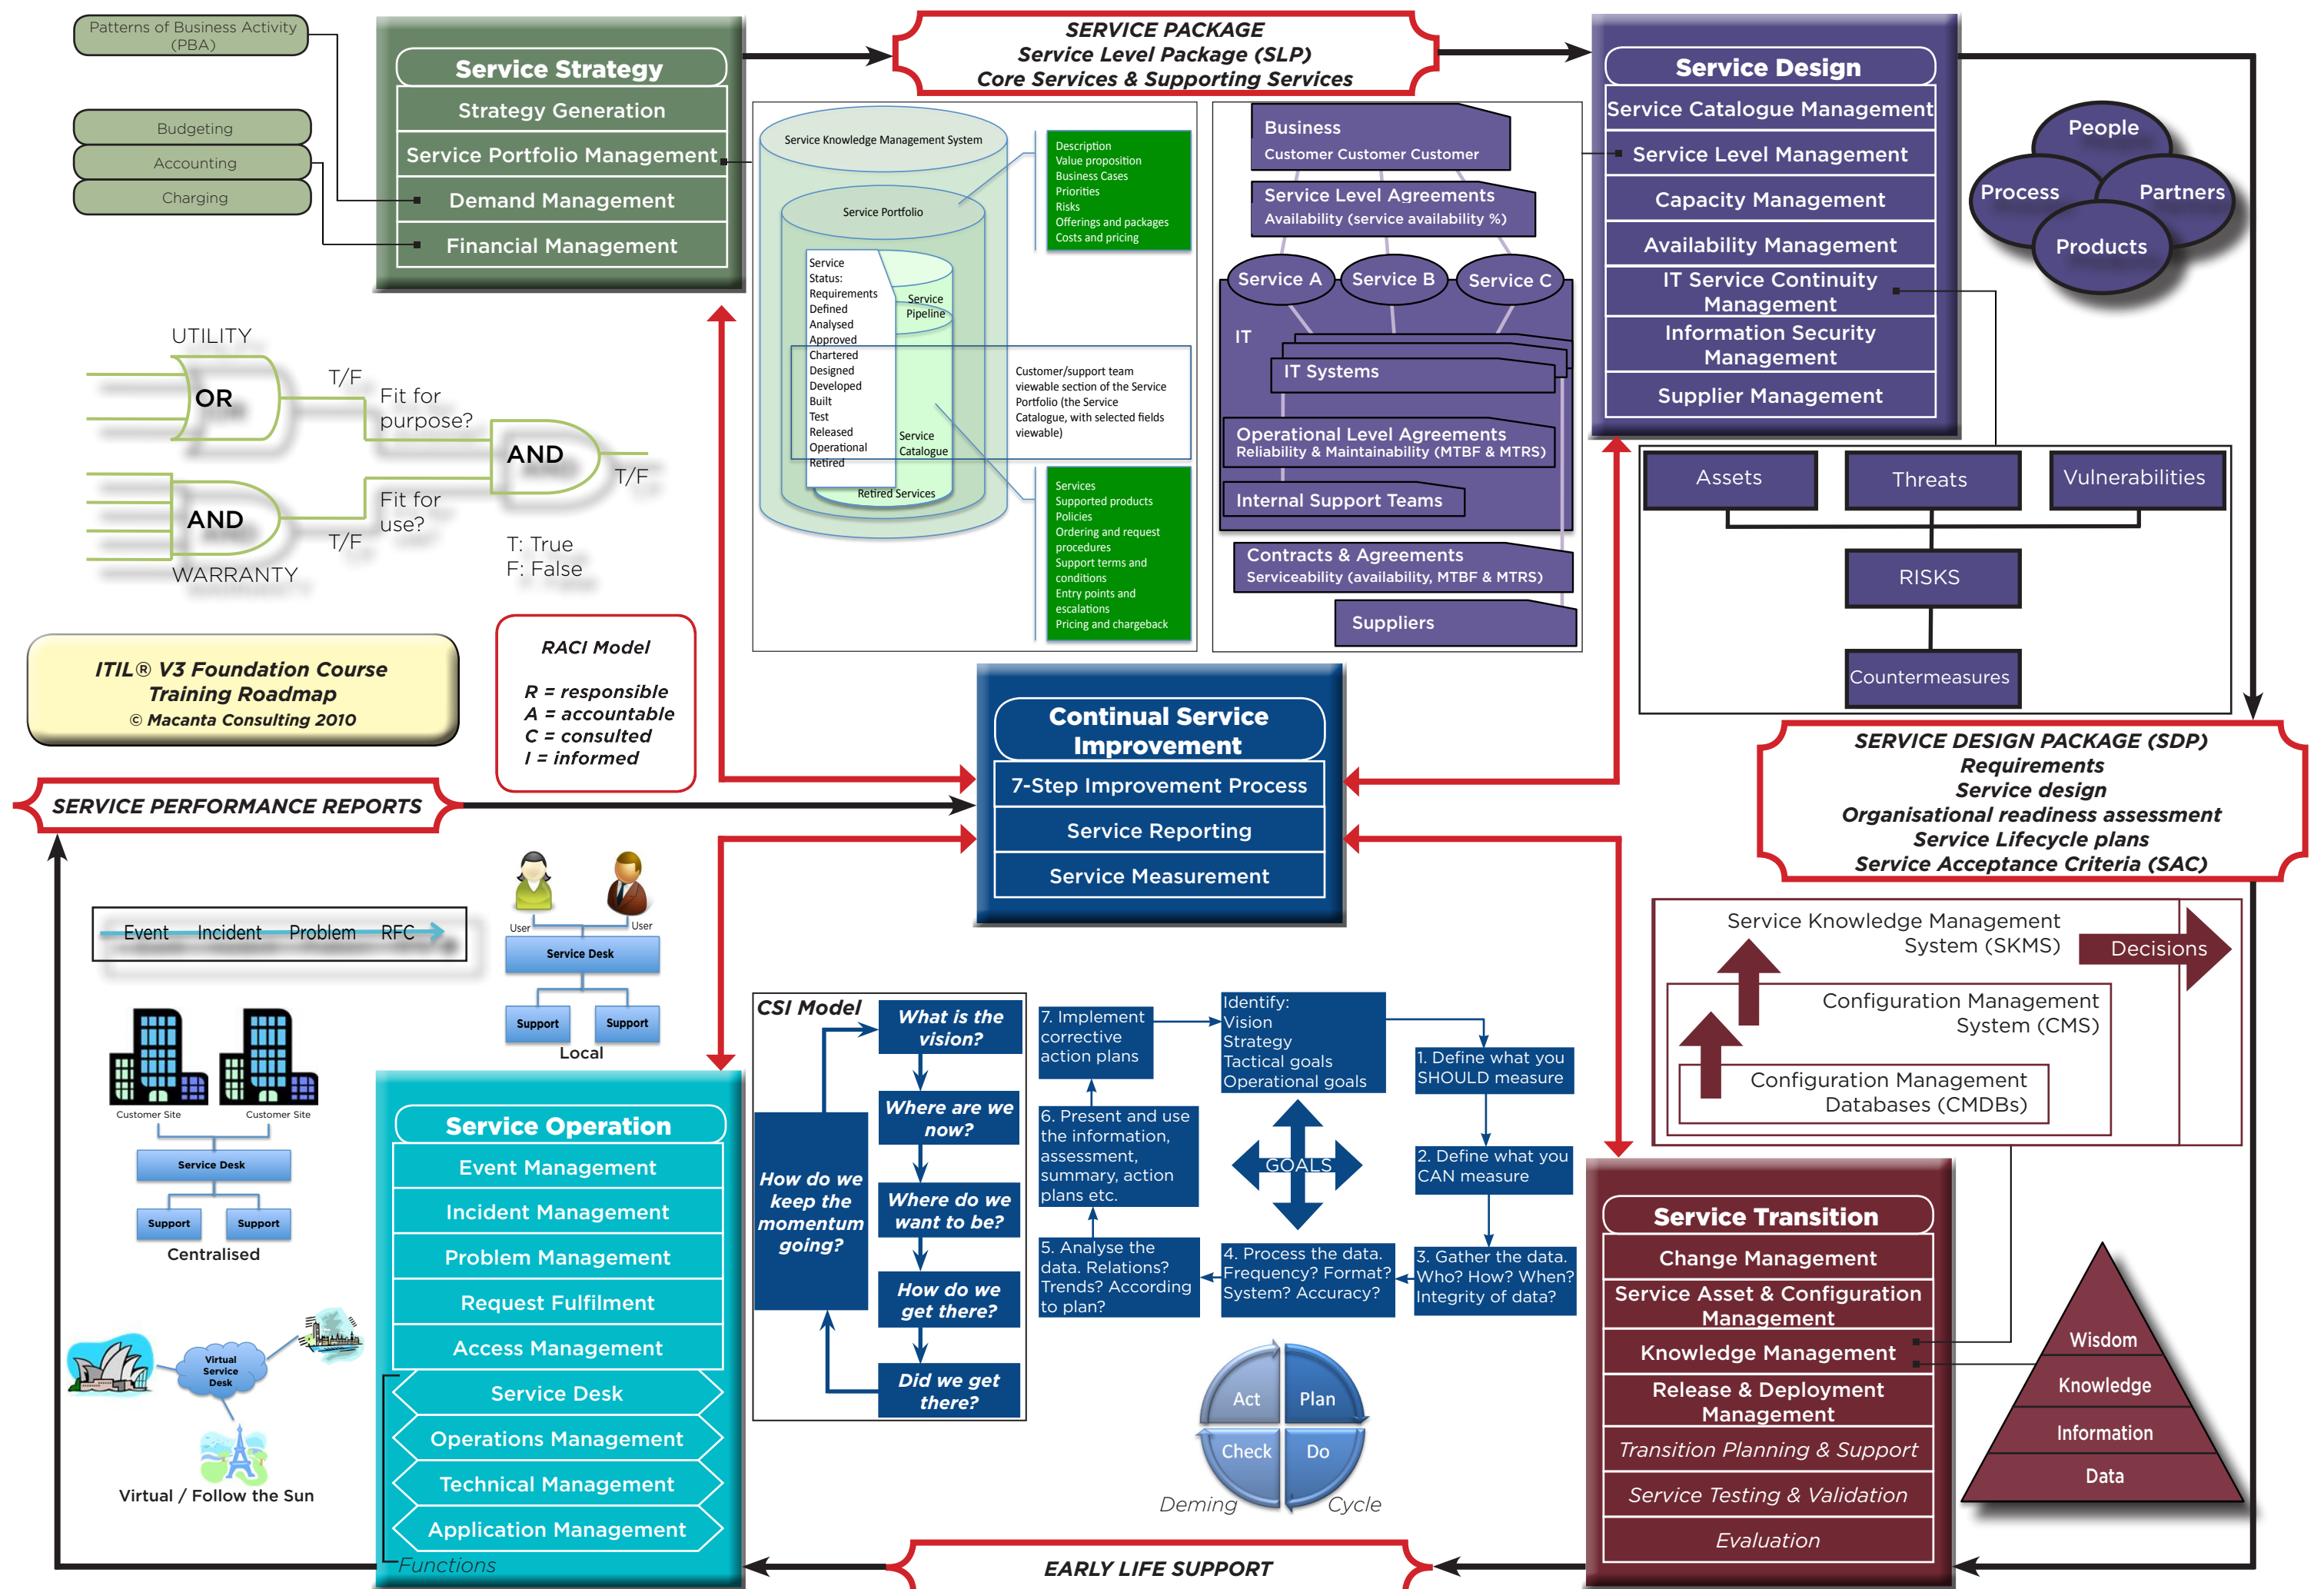 Patterns of Business Activity
(PBA)
Budgeting
Accounting
Charging
Service Strategy
Strategy Generation
Service Portfolio Management
Demand Management
Financial Management
SERVICE PACKAGE
Service Level Package (SLP)
Core Services & Supporting Services
Service Design
Service Catalogue Management
Service Level Management
Capacity Management
Availability Management
IT Service Continuity
Management
Information Security
Management
Supplier Management
People
Process
Partners
Products
Service Knowledge Management System
Service Portfolio
Service
Status:
Requirements
Defined
Analysed
Approved
Chartered
Designed
Developed
Built
Test
Released
Operational
Retired
Service
Pipeline
Service
Catalogue
Retired Services
Description
Value proposition
Business Cases
Priorities
Risks
Offerings and packages
Costs and pricing
Customer/support team
viewable section of the Service
Portfolio (the Service
Catalogue, with selected fields
viewable)
Services
Supported products
Policies
Ordering and request
procedures
Support terms and
conditions
Entry points and
escalations
Pricing and chargeback
Business
Customer Customer Customer
Service Level Agreements
Availability (service availability %)
Service A
Service B
Service C
IT
IT Systems
Operational Level Agreements
Reliability & Maintainability (MTBF & MTRS)
Internal Support Teams
Contracts & Agreements
Serviceability (availability, MTBF & MTRS)
Suppliers
Assets
Threats
Vulnerabilities
RISKS
Countermeasures
UTILITY
OR
T/F
Fit for
purpose?
AND
T/F
AND
Fit for
use?
T/F
WARRANTY
T: True
F: False
ITIL® V3 Foundation Course
Training Roadmap
© Macanta Consulting 2010
RACI Model
R = responsible
A = accountable
C = consulted
I = informed
Continual Service
Improvement
7-Step Improvement Process
Service Reporting
Service Measurement
SERVICE DESIGN PACKAGE (SDP)
Requirements
Service design
Organisational readiness assessment
Service Lifecycle plans
Service Acceptance Criteria (SAC)
SERVICE PERFORMANCE REPORTS
Event Incident Problem RFC
User
User
Service Desk
Support
Support
Local
Customer Site
Customer Site
Service Desk
Support
Support
Centralised
Virtual
Service
Desk
Virtual / Follow the Sun
Service Operation
Event Management
Incident Management
Problem Management
Request Fulfilment
Access Management
Service Desk
Operations Management
Technical Management
Application Management
Functions
CSI Model
What is the
vision?
Where are we
now?
Where do we
want to be?
How do we
get there?
Did we get
there?
How do we
keep the
momentum
going?
Identify:
Vision
Strategy
Tactical goals
Operational goals
1. Define what you
SHOULD measure
2. Define what you
CAN measure
3. Gather the data.
Who? How? When?
Integrity of data?
4. Process the data.
Frequency? Format?
System? Accuracy?
5. Analyse the
data. Relations?
Trends? According
to plan?
6. Present and use
the information,
assessment,
summary, action
plans etc.
7. Implement
corrective
action plans
GOALS
Act
Plan
Check
Do
Deming
Cycle
Service Knowledge Management
System (SKMS)
Decisions
Configuration Management
System (CMS)
Configuration Management
Databases (CMDBs)
Service Transition
Change Management
Service Asset & Configuration
Management
Knowledge Management
Release & Deployment
Management
Transition Planning & Support
Service Testing & Validation
Evaluation
Wisdom
Knowledge
Information
Data
EARLY LIFE SUPPORT